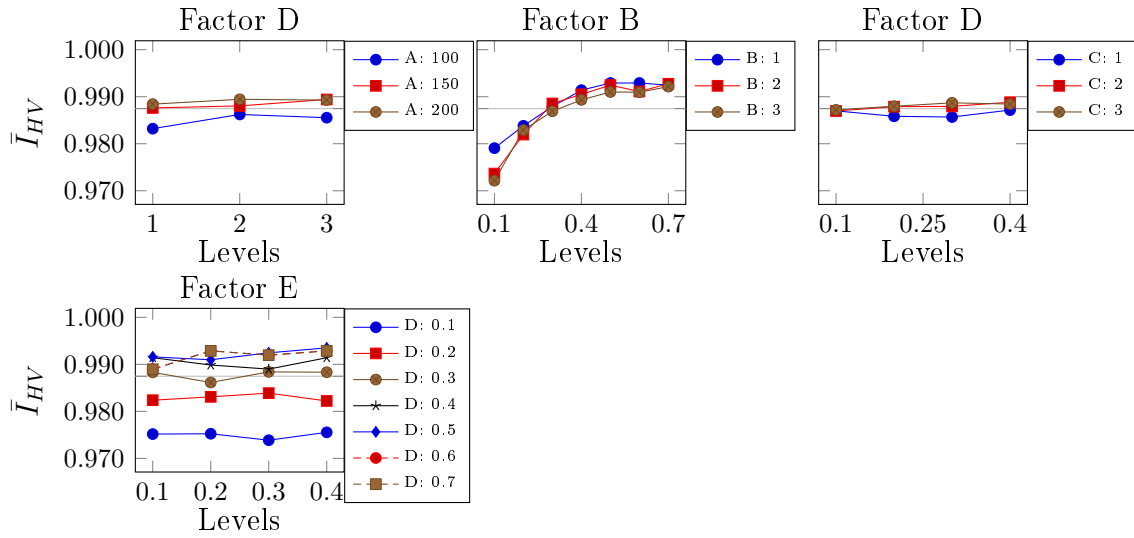 Factor D
Factor B
Factor D
1.000
0.990
0.980
0.970
Ī_HV
1 2 3
Levels
A: 100
A: 150
A: 200
0.1 0.4 0.7
Levels
B: 1
B: 2
B: 3
0.1 0.25 0.4
Levels
C: 1
C: 2
C: 3
Factor E
1.000
0.990
0.980
0.970
Ī_HV
0.1 0.2 0.3 0.4
Levels
D: 0.1
D: 0.2
D: 0.3
D: 0.4
D: 0.5
D: 0.6
D: 0.7